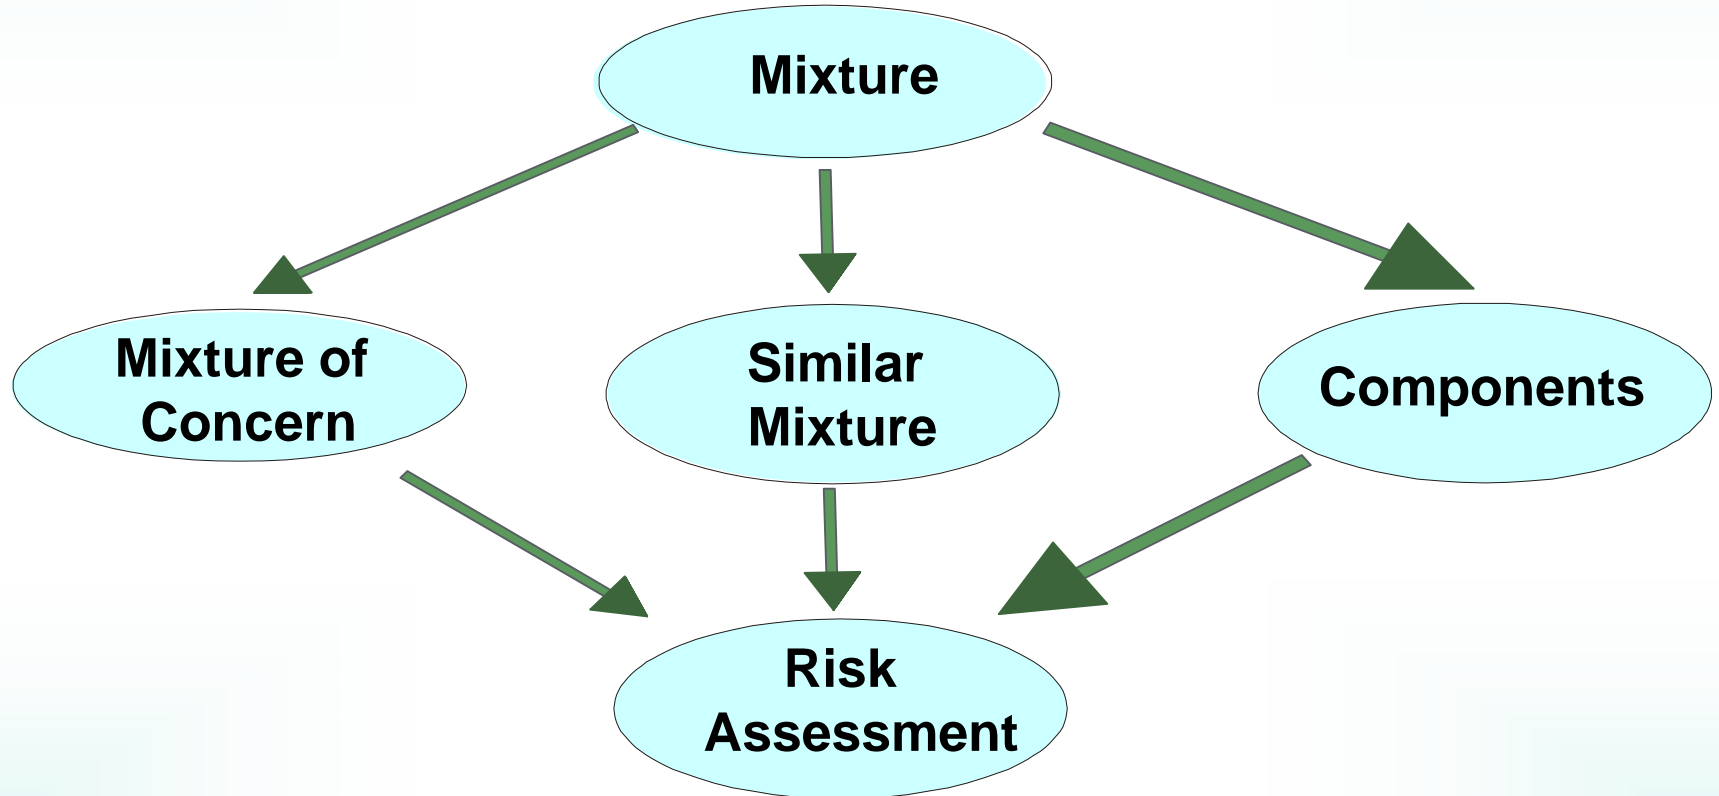 Mixture
Mixture of
Concern
Similar
Mixture
Components
Risk
Assessment